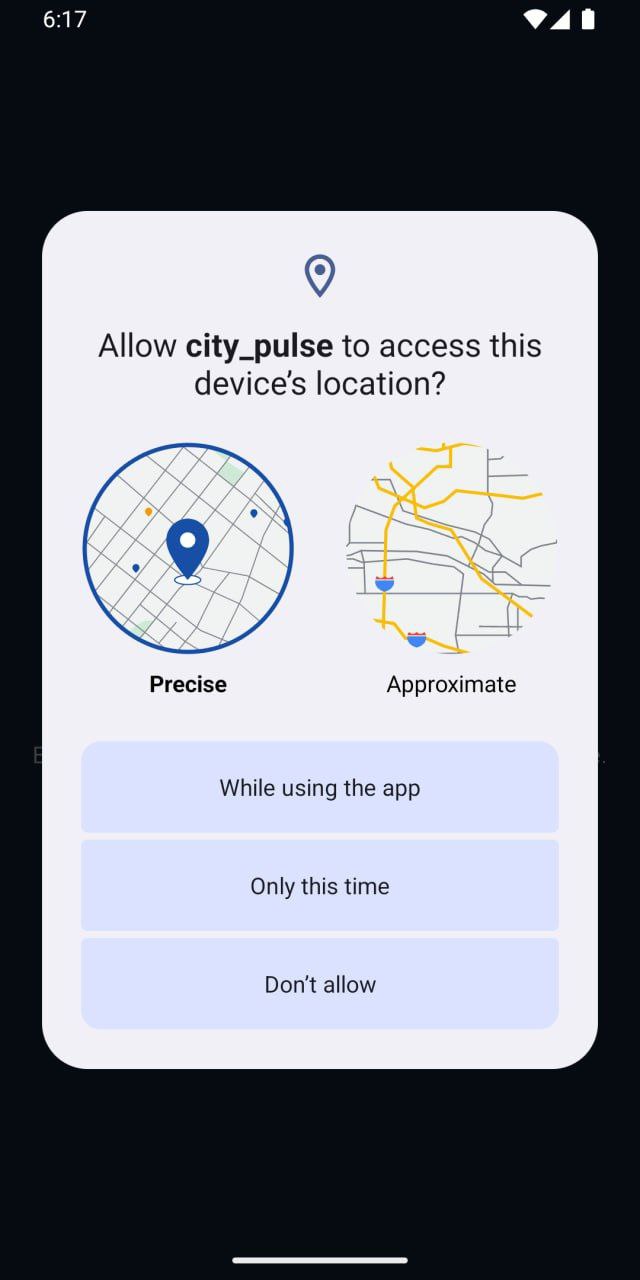 6:17
Allow city_pulse to access this
device’s location?
Precise
Approximate
While using the app
Only this time
Don’t allow